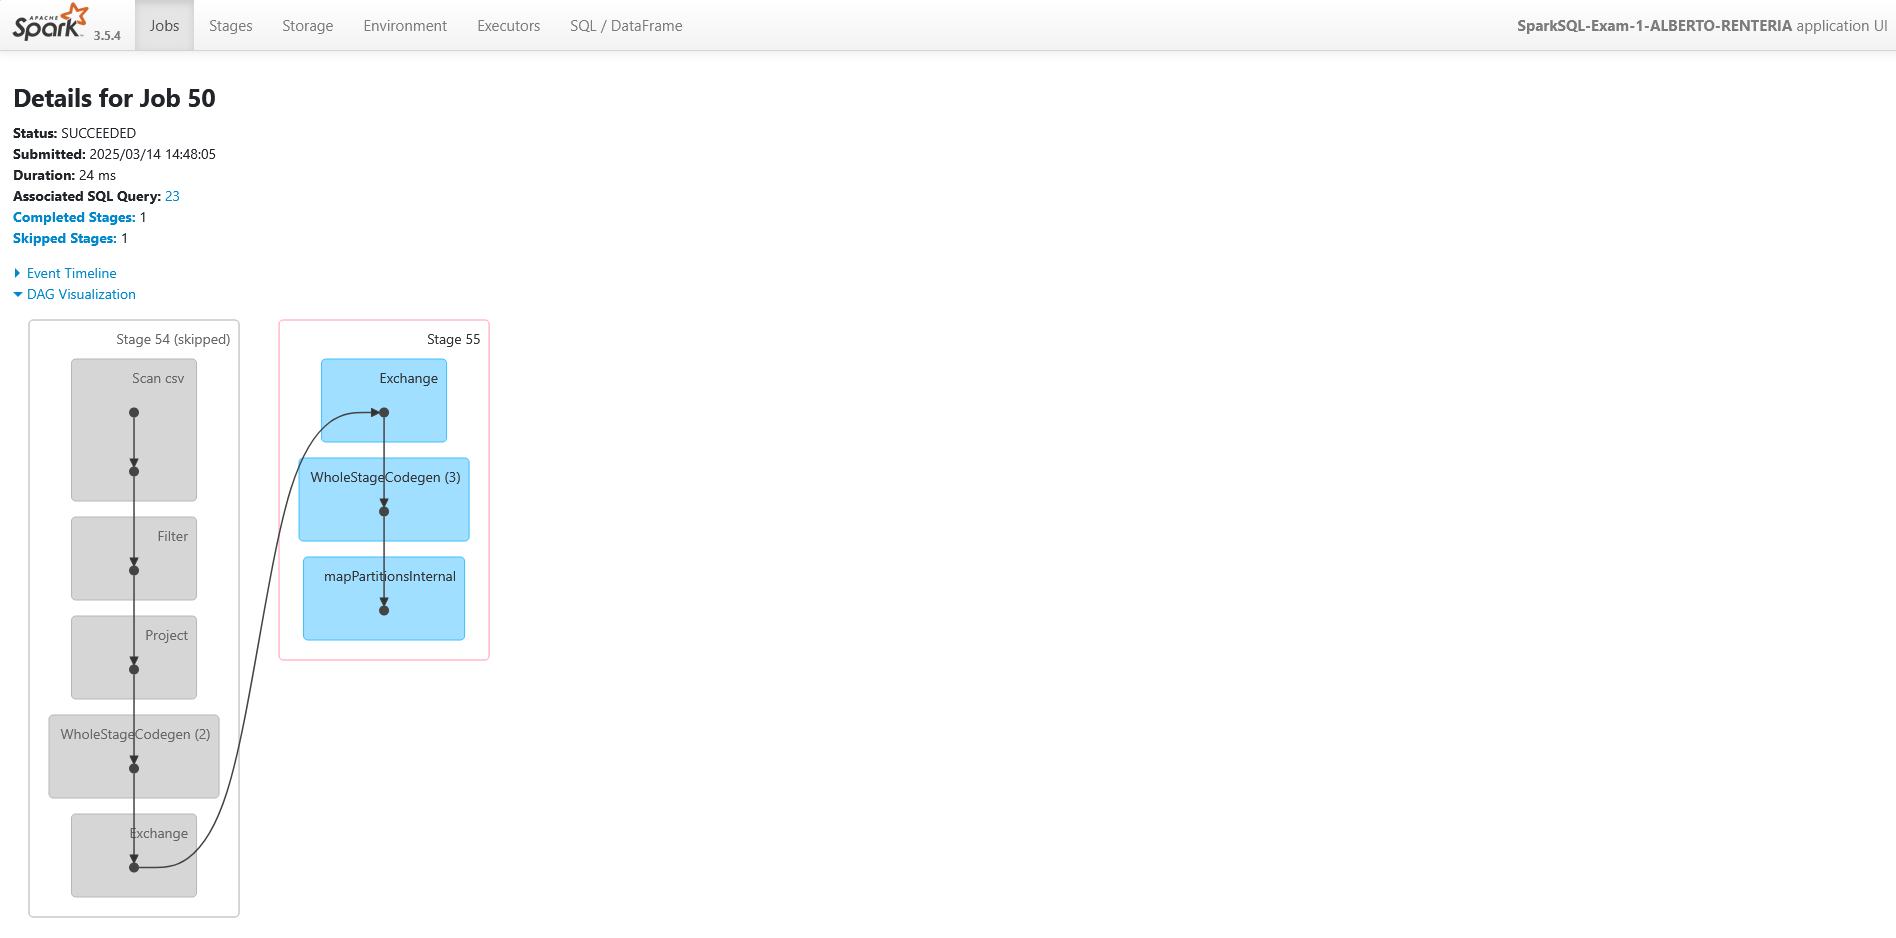 APACHE
Spark 3.5.4 Jobs Stages Storage Environment Executors SQL / DataFrame SparkSQL-Exam-1-ALBERTO-RENTERIA application UI
Details for Job 50
Status: SUCCEEDED
Submitted: 2025/03/14 14:48:05
Duration: 24 ms
Associated SQL Query: 23
Completed Stages: 1
Skipped Stages: 1
Event Timeline
DAG Visualization
Stage 54 (skipped)
Scan csv
Filter
Project
WholeStageCodegen (2)
Exchange
Stage 55
Exchange
WholeStageCodegen (3)
mapPartitionsInternal